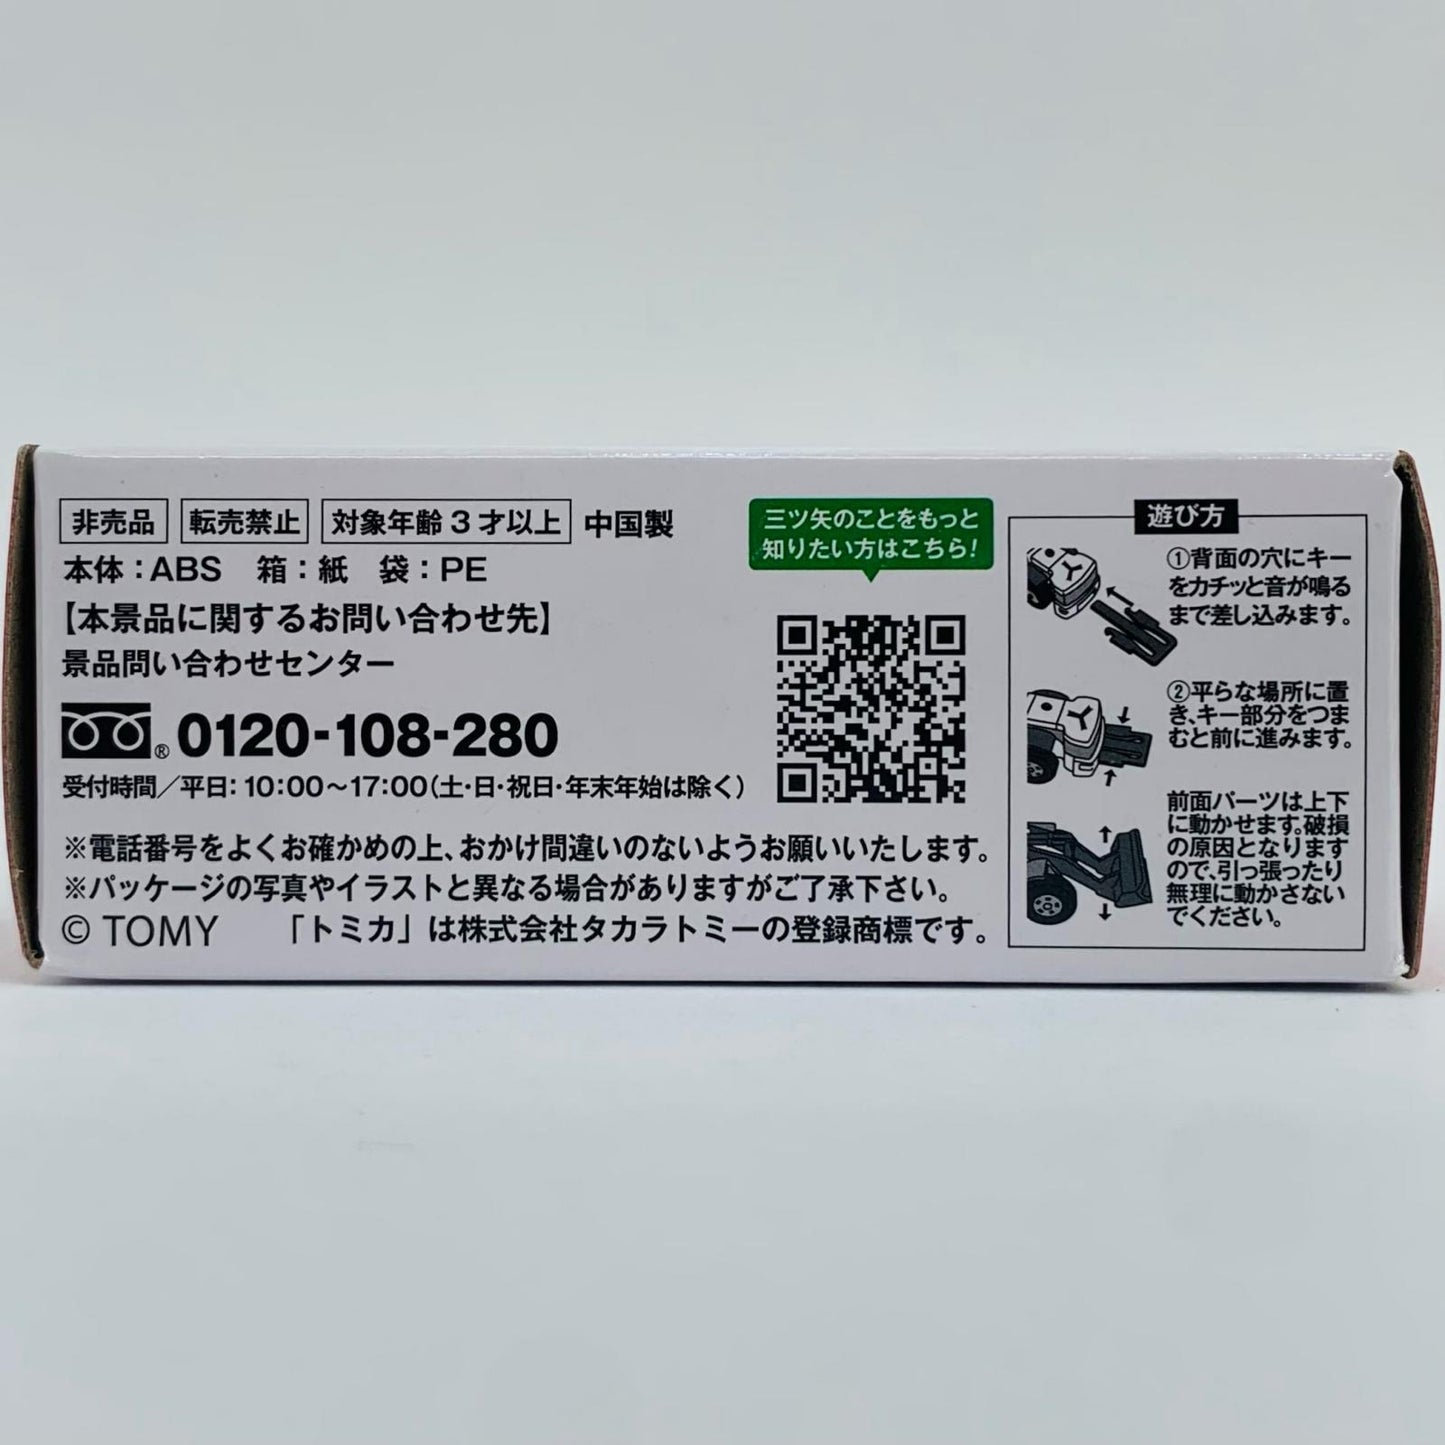 非売品 転売禁止 対象年齢3才以上 中国製
本体：ABS 箱：紙 袋：PE
【本景品に関するお問い合わせ先】
景品問い合わせセンター
® 0120-108-280
受付時間／平日：10：00～17：00（土・日・祝日・年末年始は除く）
※電話番号をよくお確かめの上、おかけ間違いのないようお願いいたします。
※パッケージの写真やイラストと異なる場合がありますがご了承下さい。
© TOMY 「トミカ」は株式会社タカラトミーの登録商標です。
三ツ矢のことをもっと
知りたい方はこちら！
遊び方
①背面の穴にキー
をカチッと音が鳴る
まで差し込みます。
②平らな場所に置
き、キー部分をつま
むと前に進みます。
前面パーツは上下
に動かせます。破損
の原因となります
ので、引っ張ったり
無理に動かさない
でください。